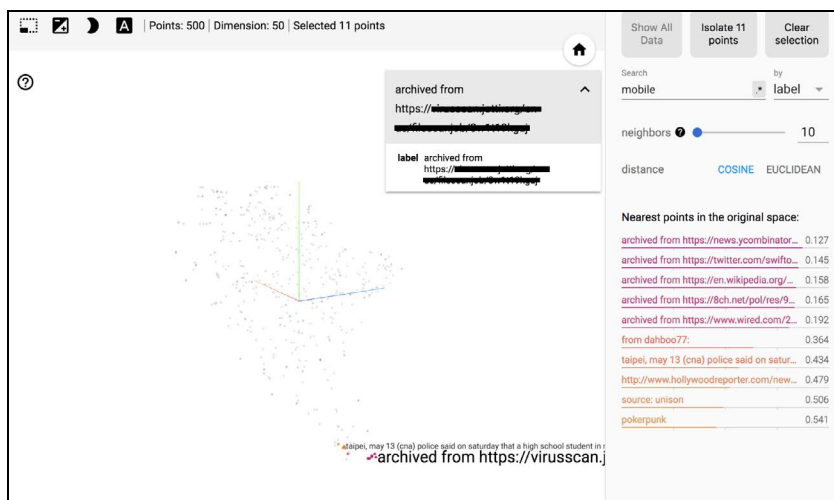 A | Points: 500 | Dimension: 50 | Selected 11 points
Show All Data
Isolate 11 points
Clear selection
archived from
https://
label archived from
https://
Search
by
mobile
.*
label
neighbors ?
10
distance
COSINE
EUCLIDEAN
Nearest points in the original space:
archived from https://news.ycombinator... 0.127
archived from https://twitter.com/swifto... 0.145
archived from https://en.wikipedia.org/... 0.158
archived from https://8ch.net/pol/res/9... 0.165
archived from https://www.wired.com/2... 0.192
from dahboo77: 0.364
taipei, may 13 (cna) police said on satur... 0.434
http://www.hollywoodreporter.com/new... 0.479
source: unison 0.506
pokerpunk 0.541
taipei, may 13 (cna) police said on saturday that a high school student in
archived from https://virusscan.j